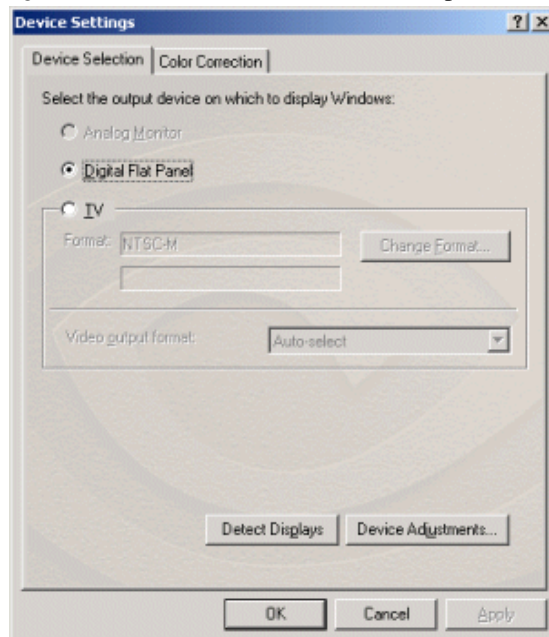 Device Settings
Device Selection
Color Correction
Select the output device on which to display Windows:
Analog Monitor
Digital Flat Panel
TV
Format: NTSC-M
Change Format...
Video output format: Auto-select
Detect Displays
Device Adjustments...
OK
Cancel
Apply